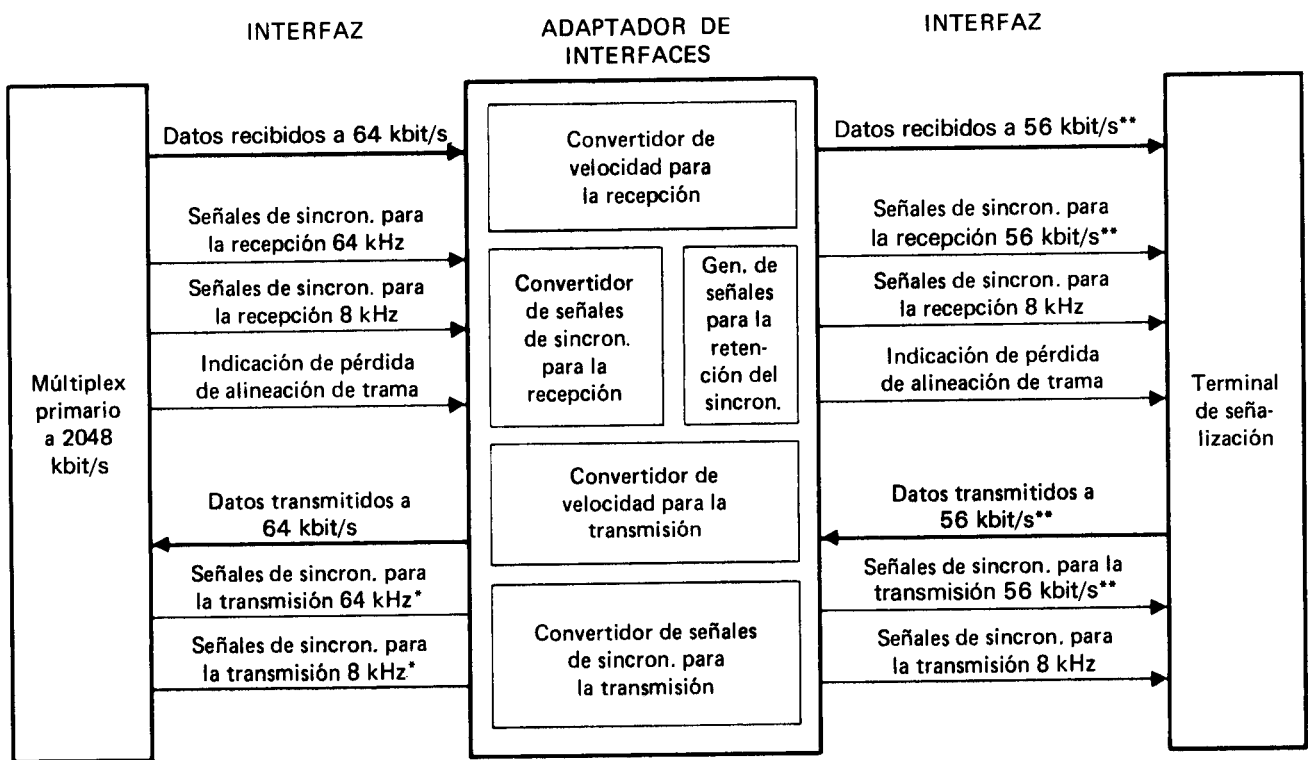 INTERFAZ
ADAPTADOR DE
INTERFACES
INTERFAZ
Múltiplex
primario
a 2048
kbit/s
Datos recibidos a 64 kbit/s
Señales de sincron. para
la recepción 64 kHz
Señales de sincron. para
la recepción 8 kHz
Indicación de pérdida
de alineación de trama
Datos transmitidos a
64 kbit/s
Señales de sincron. para
la transmisión 64 kHz*
Señales de sincron. para
la transmisión 8 kHz*
Convertidor de
velocidad para
la recepción
Convertidor
de señales
de sincron.
para la
recepción
Gen. de
señales
para la
reten-
ción del
sincron.
Convertidor de
velocidad para la
transmisión
Convertidor de señales
de sincron. para
la transmisión
Datos recibidos a 56 kbit/s**
Señales de sincron. para
la recepción 56 kbit/s**
Señales de sincron. para
la recepción 8 kHz
Indicación de pérdida
de alineación de trama
Datos transmitidos a
56 kbit/s**
Señales de sincron. para la
transmisión 56 kbit/s**
Señales de sincron. para
la transmisión 8 kHz
Terminal
de seña-
lización